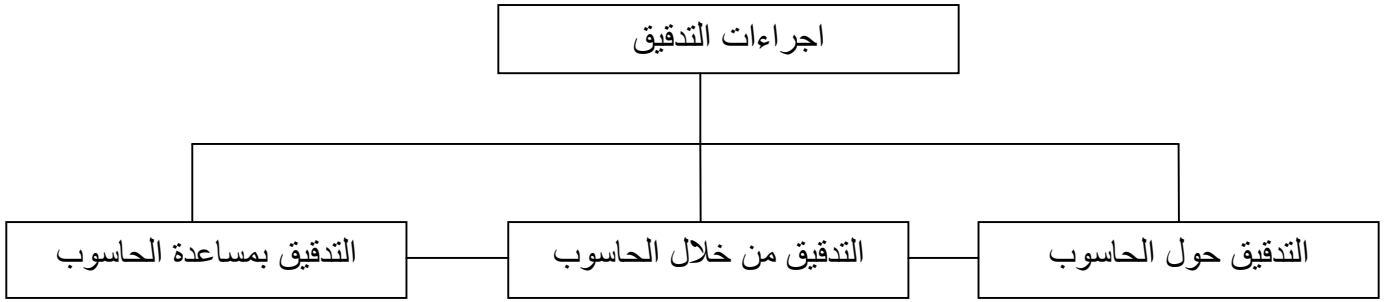 اجراءات التدقيق
التدقيق حول الحاسوب
التدقيق من خلال الحاسوب
التدقيق بمساعدة الحاسوب